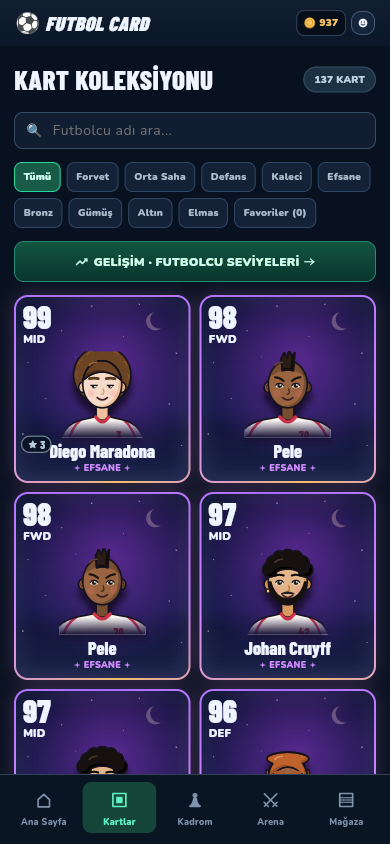 FUTBOL CARD
937
KART KOLEKSİYONU
137 KART
Futbolcu adı ara...
Tümü Forvet Orta Saha Defans Kaleci Efsane
Bronz Gümüş Altın Elmas Favoriler (0)
GELİŞİM · FUTBOLCU SEVİYELERİ →
99
MID
★ 3
Diego Maradona
✦ EFSANE ✦
98
FWD
Pele
✦ EFSANE ✦
98
FWD
Pele
✦ EFSANE ✦
97
MID
Johan Cruyff
✦ EFSANE ✦
97
MID
96
DEF
Ana Sayfa Kartlar Kadrom Arena Mağaza